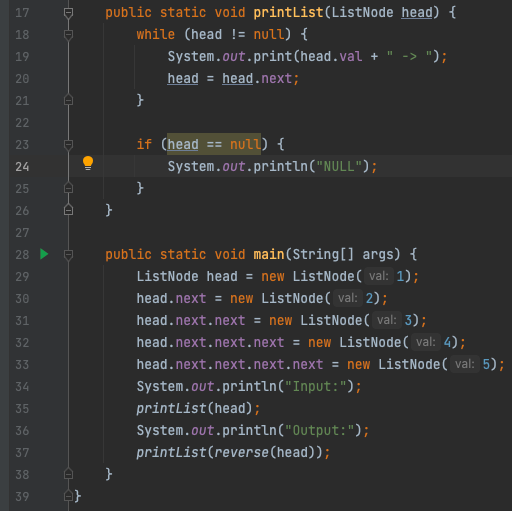 17 public static void printList(ListNode head) {
18 while (head != null) {
19 System.out.print(head.val + " -> ");
20 head = head.next;
21 }
22
23 if (head == null) {
24 System.out.println("NULL");
25 }
26 }
27
28 public static void main(String[] args) {
29 ListNode head = new ListNode( val: 1);
30 head.next = new ListNode( val: 2);
31 head.next.next = new ListNode( val: 3);
32 head.next.next.next = new ListNode( val: 4);
33 head.next.next.next.next = new ListNode( val: 5);
34 System.out.println("Input:");
35 printList(head);
36 System.out.println("Output:");
37 printList(reverse(head));
38 }
39 }